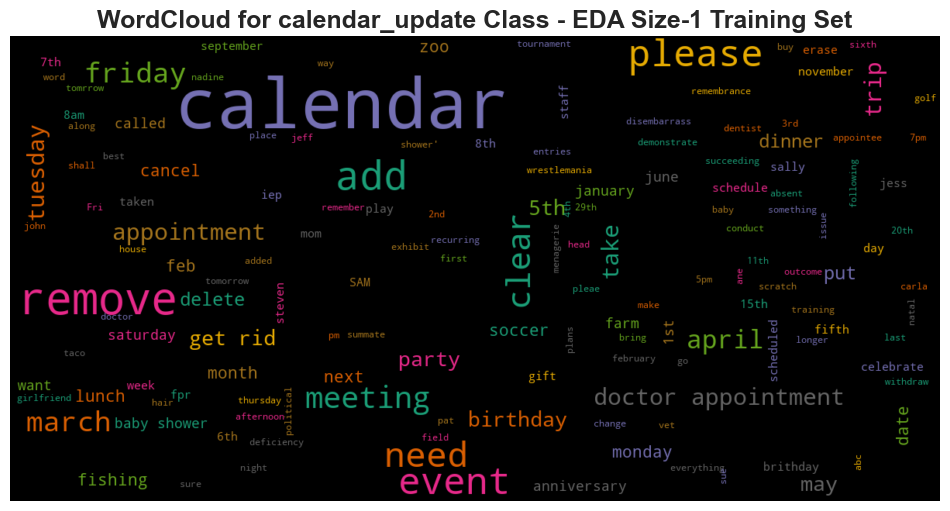 WordCloud for calendar_update Class - EDA Size-1 Training Set
september
zoo
tournament
please
buy
erase
sixth
7th
friday
nadine
way
calendar
november
trip
word
tomrrow
remembrance
golf
8am
staff
along
called
place
jeff
shower'
8th
disembarrass
dentist
3rd
appointee
7pm
demonstrate
dinner
tuesday
best
entries
succeeding
shall
cancel
add
wrestlemania
june
sally
following
january
schedule
absent
jess
iep
taken
Fri
remember
play
5th
4th
29th
baby
something
john
2nd
issue
appointment
mom
clear
take
conduct
20th
house
exhibit
recurring
head
menagerie
day
feb
added
first
11th
outcome
put
tomorrow
SAM
5pm
ane
scratch
carla
remove
delete
steven
pleae
make
15th
natal
doctor
training
saturday
get rid
pm
summate
soccer
farm
1st
april
fifth
bring
plans
scheduled
longer
last
taco
party
february
go
month
next
gift
celebrate
want
week
withdraw
girlfriend
lunch
hair
fpr
thursday
political
meeting
doctor appointment
march
baby shower
afternoon
pat
birthday
change
vet
date
6th
field
deficiency
need
monday
abc
night
everything
sue
brithday
fishing
sure
event
anniversary
may